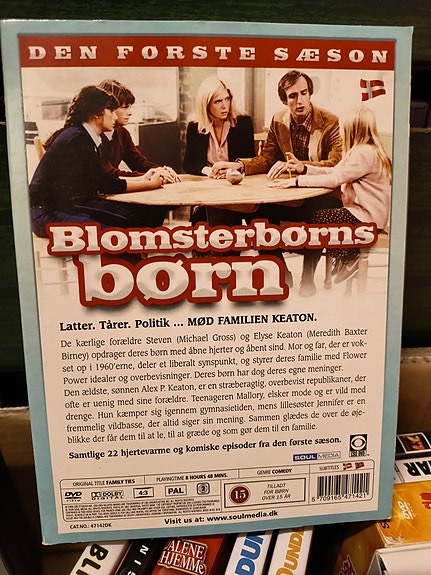 DEN FØRSTE SÆSON
Blomsterbørns
børn
Latter. Tårer. Politik ... MØD FAMILIEN KEATON.
De kærlige forældre Steven (Michael Gross) og Elyse Keaton (Meredith Baxter
Birney) opdrager deres børn med åbne hjerter og åbent sind. Mor og far, der er vok-
set op i 1960'erne, deler et liberalt synspunkt, og styrer deres familie med Flower
Power idealer og overbevisninger. Deres børn har dog deres egne meninger.
Den ældste, sønnen Alex P. Keaton, er en stræberagtig, overbevist republikaner, der
ofte er uenig med sine forældre. Teenageren Mallory, elsker mode og er vild med
drenge. Hun kæmper sig igennem gymnasietiden, mens lillesøster Jennifer er en
fremmelig vildbasse, der altid siger sin mening. Sammen glædes de over de øje-
blikke der får dem til at le, til at græde og som gør dem til en familie.
Samtlige 22 hjertevarme og komiske episoder fra den første sæson.
SOUL MEDIA
CBS DVD
ORIGINAL TITLE FAMILY TIES
PLAYINGTIME 8 HOURS 48 MINS.
GENRE COMEDY
SUBTITLES
DVD
VIDEO
DOLBY
DIGITAL
4:3
PAL
2
15
TILLADT
FOR BØRN
OVER 15 ÅR
5 709165 471421
CAT.NO.: 47142DK
Visit us at: www.soulmedia.dk
ALENE
HJEMME
DUN
OUND
AR